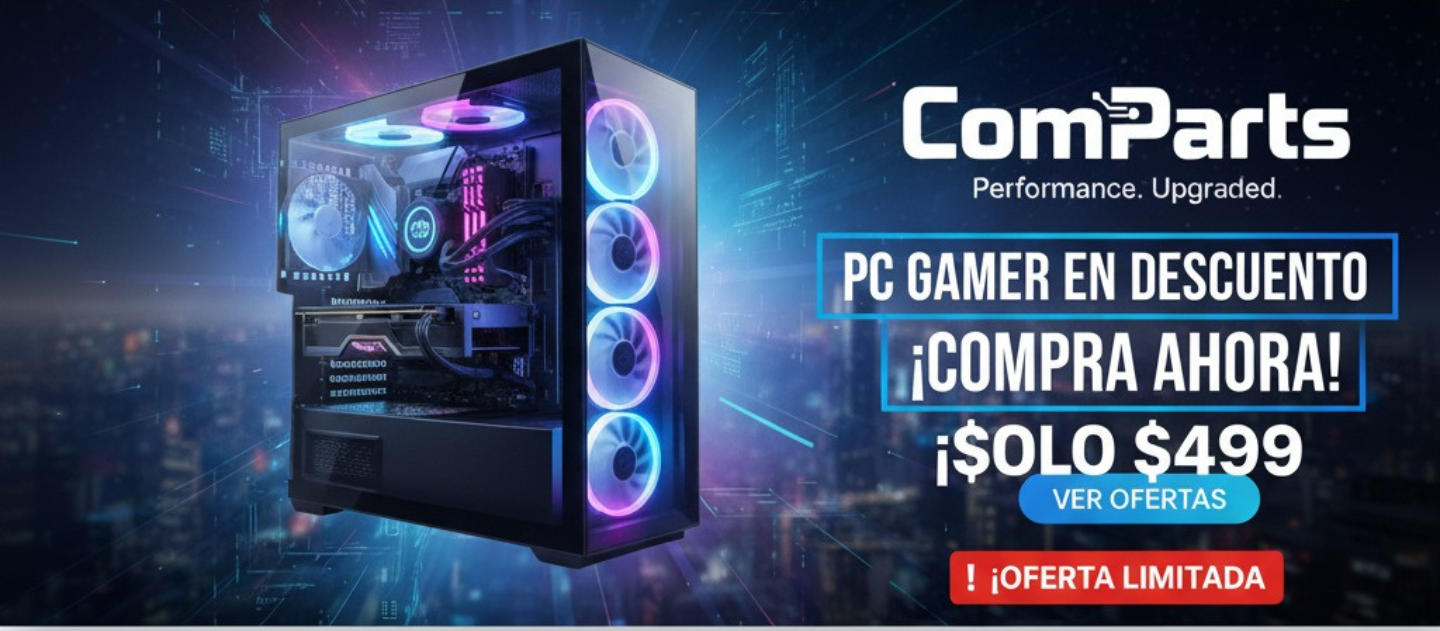 ComParts
Performance. Upgraded.
PC GAMER EN DESCUENTO
¡COMPRA AHORA!
¡$OLO $499
VER OFERTAS
! ¡OFERTA LIMITADA